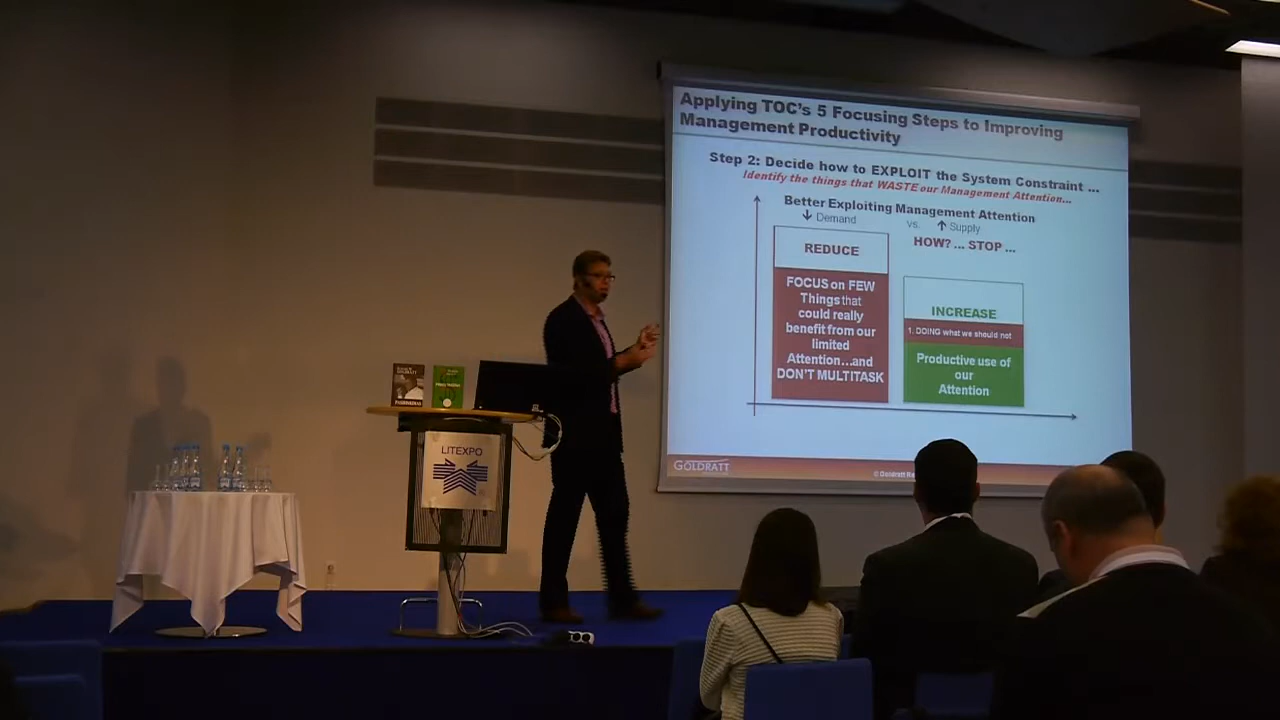 Applying TOC's 5 Focusing Steps to Improving
Management Productivity
Step 2: Decide how to EXPLOIT the System Constraint ...
Identify the things that WASTE our Management Attention...
Better Exploiting Management Attention
Demand vs. Supply
REDUCE
HOW? ... STOP ...
FOCUS on FEW
Things that
could really
benefit from our
limited
Attention...and
DON'T MULTITASK
INCREASE
1. DOING what we should not
Productive use of
our
Attention
GOLDRATT
© Goldratt
LITEXPO